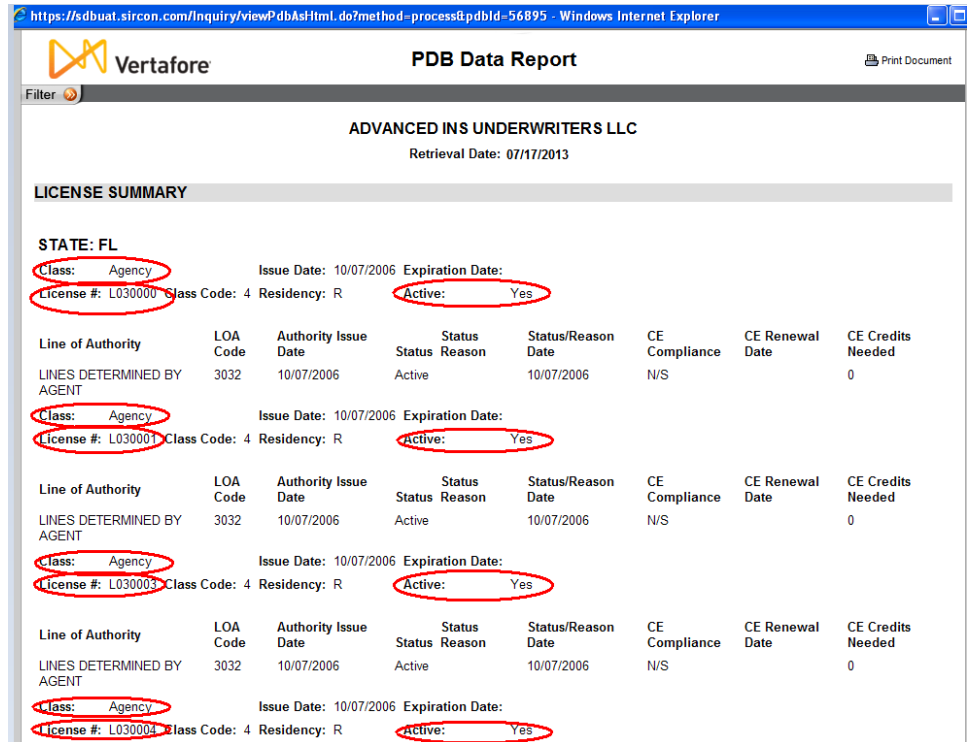 https://sdbuat.sircon.com/Inquiry/viewPdbAsHtml.do?method=process&pdbId=56895 - Windows Internet Explorer
Vertafore PDB Data Report Print Document
Filter
ADVANCED INS UNDERWRITERS LLC
Retrieval Date: 07/17/2013
LICENSE SUMMARY
STATE: FL
Class: Agency Issue Date: 10/07/2006 Expiration Date:
License #: L030000 Class Code: 4 Residency: R Active: Yes
Line of Authority LOA Code Authority Issue Date Status Status Reason Status/Reason Date CE Compliance CE Renewal Date CE Credits Needed
LINES DETERMINED BY AGENT 3032 10/07/2006 Active 10/07/2006 N/S 0
Class: Agency Issue Date: 10/07/2006 Expiration Date:
License #: L030001 Class Code: 4 Residency: R Active: Yes
Line of Authority LOA Code Authority Issue Date Status Status Reason Status/Reason Date CE Compliance CE Renewal Date CE Credits Needed
LINES DETERMINED BY AGENT 3032 10/07/2006 Active 10/07/2006 N/S 0
Class: Agency Issue Date: 10/07/2006 Expiration Date:
License #: L030003 Class Code: 4 Residency: R Active: Yes
Line of Authority LOA Code Authority Issue Date Status Status Reason Status/Reason Date CE Compliance CE Renewal Date CE Credits Needed
LINES DETERMINED BY AGENT 3032 10/07/2006 Active 10/07/2006 N/S 0
Class: Agency Issue Date: 10/07/2006 Expiration Date:
License #: L030004 Class Code: 4 Residency: R Active: Yes